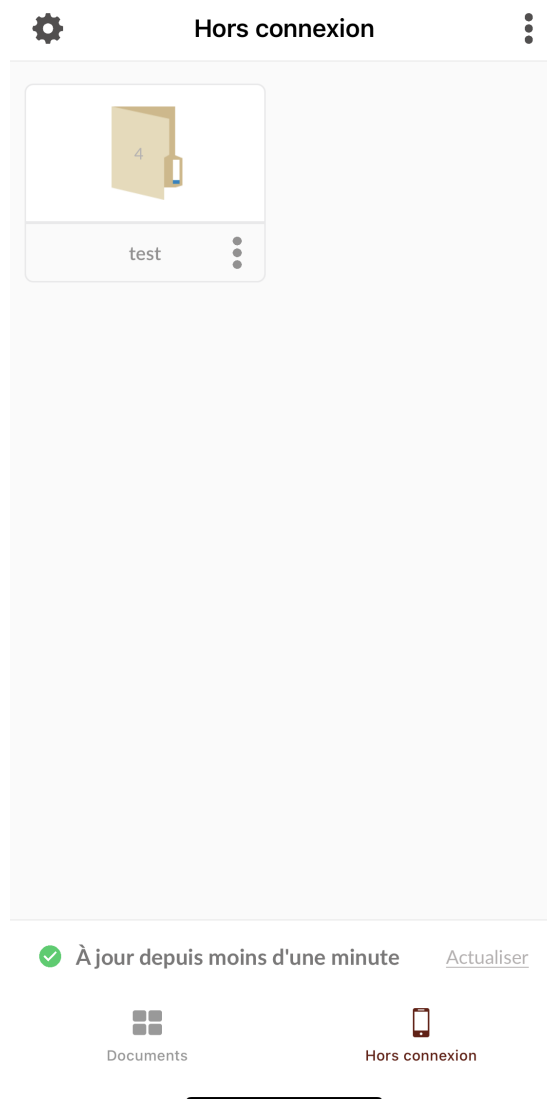 Hors connexion
4
test
À jour depuis moins d'une minute
Actualiser
Documents
Hors connexion